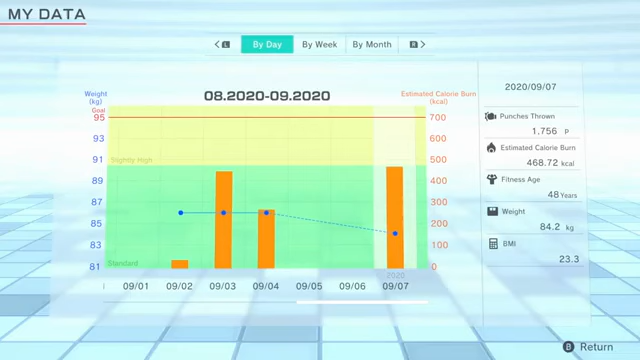 MY DATA
L By Day By Week By Month R
08.2020-09.2020
Weight
(kg)
Estimated Calorie Burn
(kcal)
Goal
95 700
93 600
91 Slightly High 500
89 400
87 300
85 200
83 100
81 Standard 0
2020
09/01 09/02 09/03 09/04 09/05 09/06 09/07
2020/09/07
Punches Thrown
1,756 P
Estimated Calorie Burn
468.72 kcal
Fitness Age
48 Years
Weight
84.2 kg
BMI
23.3
B Return